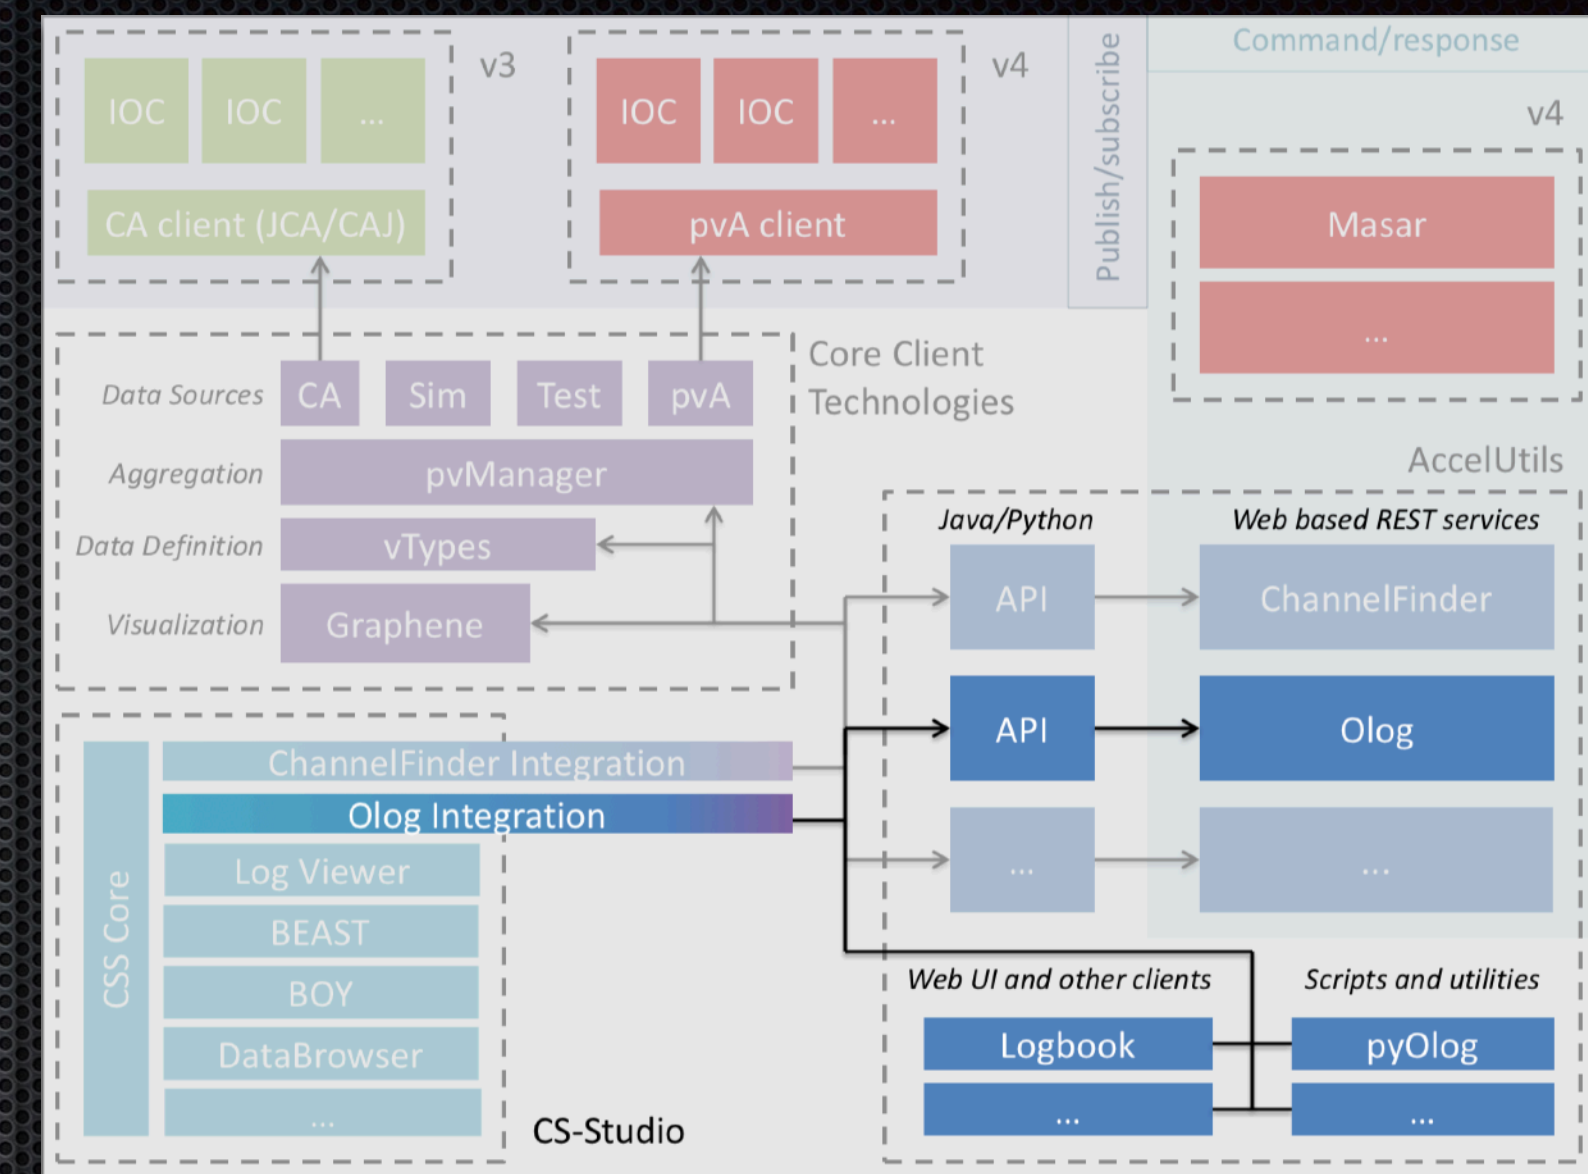 v3
IOC
IOC
...
CA client (JCA/CAJ)
v4
IOC
IOC
...
pvA client
Publish/subscribe
Command/response
v4
Masar
...
Core Client
Technologies
Data Sources
CA
Sim
Test
pvA
Aggregation
pvManager
Data Definition
vTypes
Visualization
Graphene
AccelUtils
Java/Python
Web based REST services
API
ChannelFinder
API
Olog
...
...
Web UI and other clients
Scripts and utilities
Logbook
pyOlog
...
...
CSS Core
ChannelFinder Integration
Olog Integration
Log Viewer
BEAST
BOY
DataBrowser
...
CS-Studio